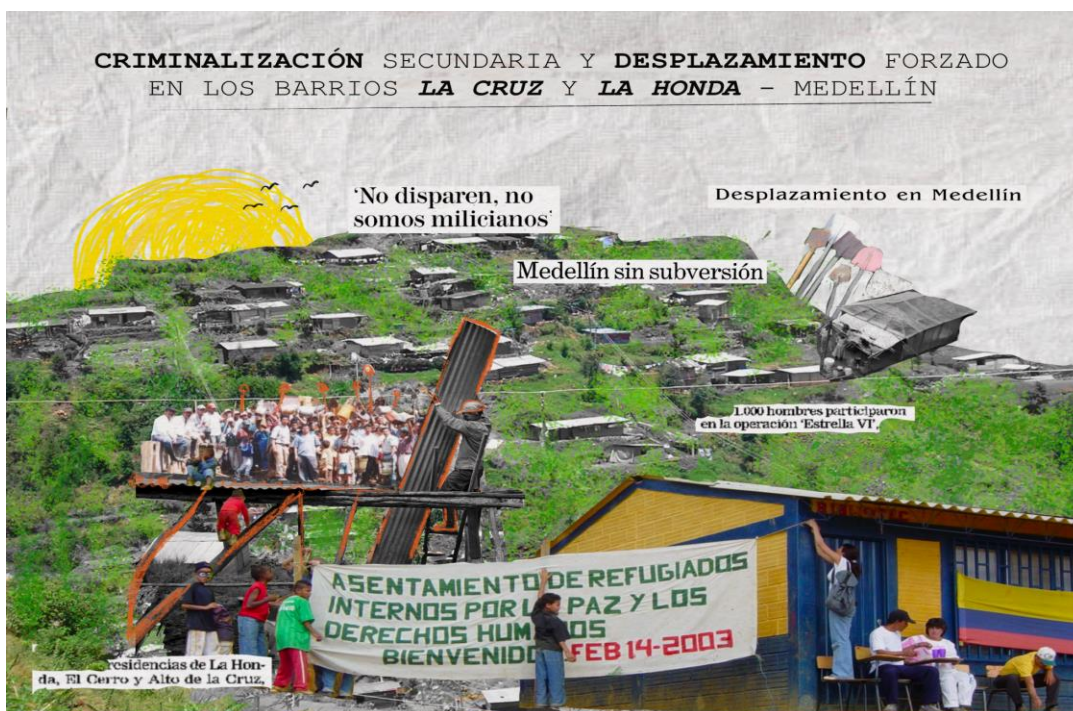 CRIMINALIZACIÓN SECUNDARIA Y DESPLAZAMIENTO FORZADO
EN LOS BARRIOS LA CRUZ Y LA HONDA – MEDELLÍN
'No disparen, no
somos milicianos'
Desplazamiento en Medellín
Medellín sin subversión
1.000 hombres participaron
en la operación 'Estrella VI'.
ASENTAMIENTO DE REFUGIADOS
INTERNOS POR LA PAZ Y LOS
DERECHOS HUMANOS
BIENVENIDOS FEB 14-2003
residencias de La Hon-
da, El Cerro y Alto de la Cruz,